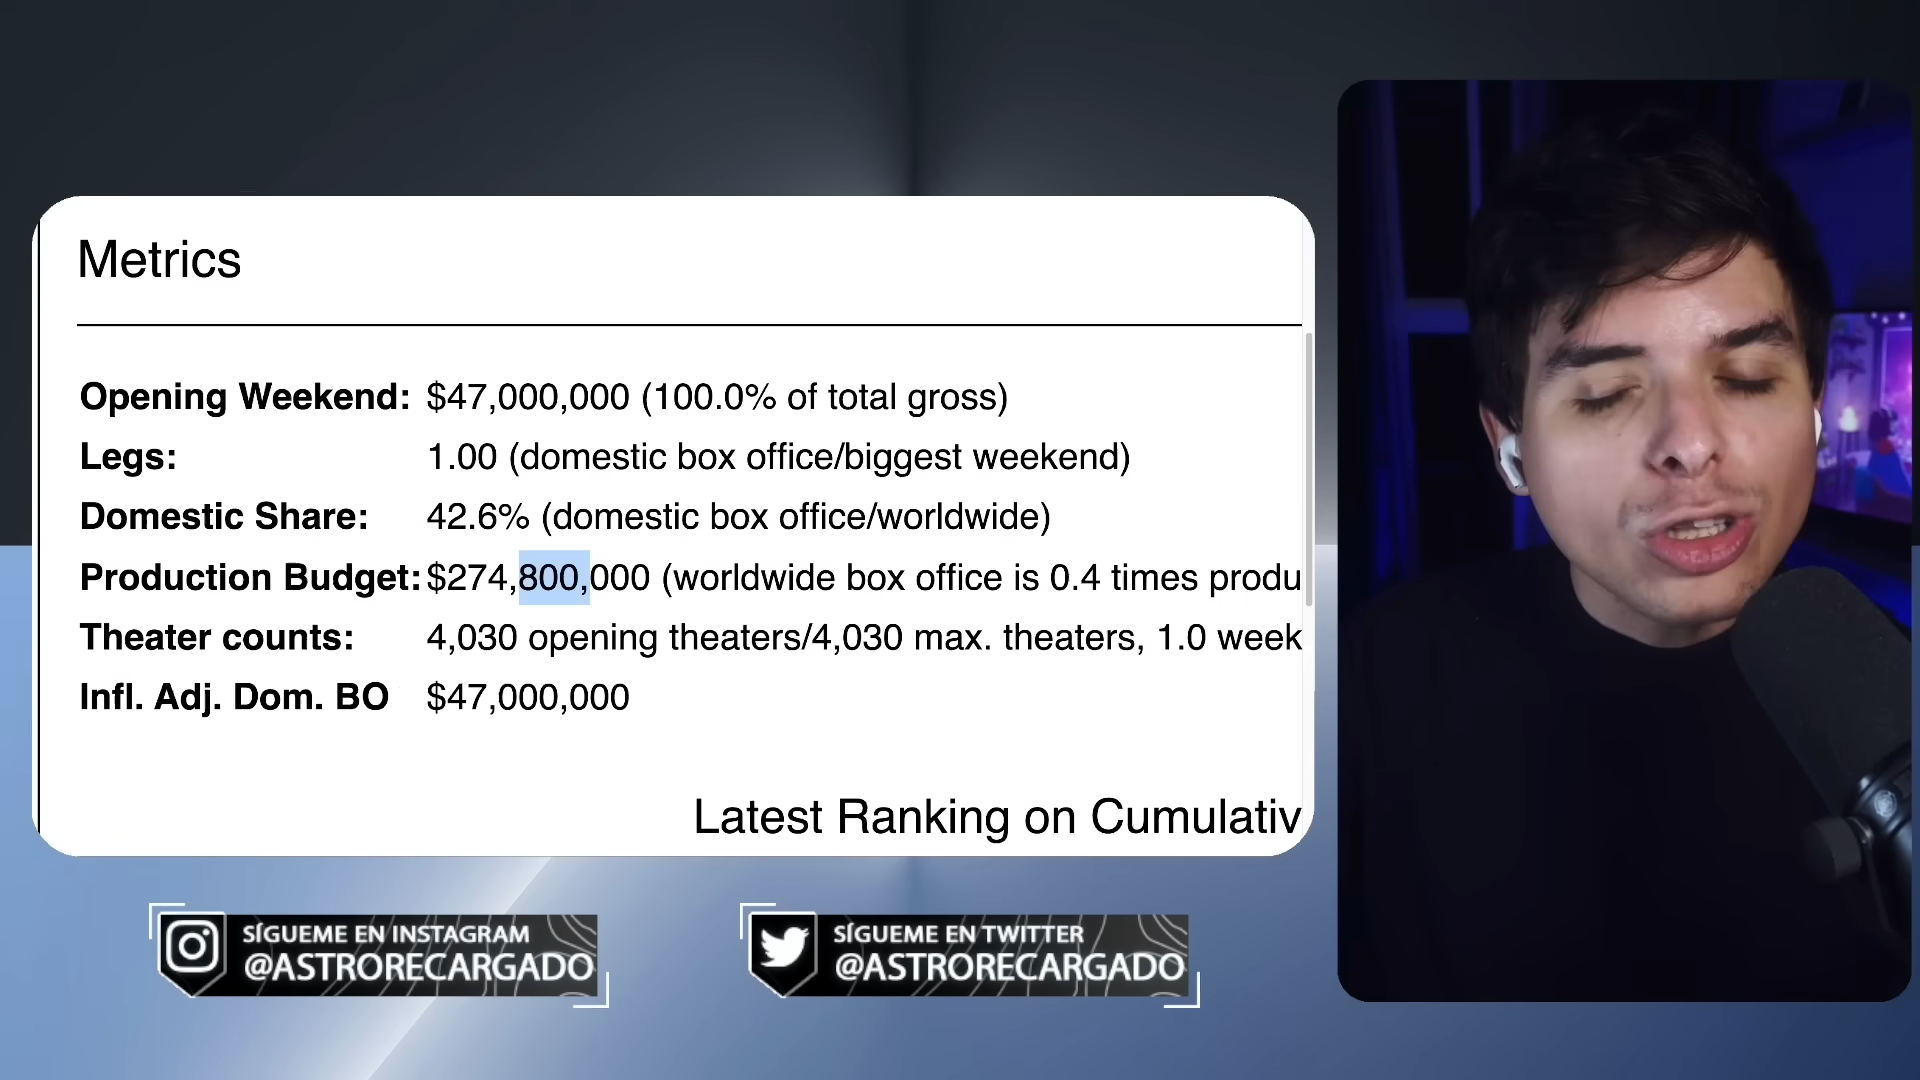 Metrics
Opening Weekend: $47,000,000 (100.0% of total gross)
Legs: 1.00 (domestic box office/biggest weekend)
Domestic Share: 42.6% (domestic box office/worldwide)
Production Budget: $274,800,000 (worldwide box office is 0.4 times produ
Theater counts: 4,030 opening theaters/4,030 max. theaters, 1.0 week
Infl. Adj. Dom. BO $47,000,000
Latest Ranking on Cumulativ
SÍGUEME EN INSTAGRAM
@ASTRORECARGADO
SÍGUEME EN TWITTER
@ASTRORECARGADO